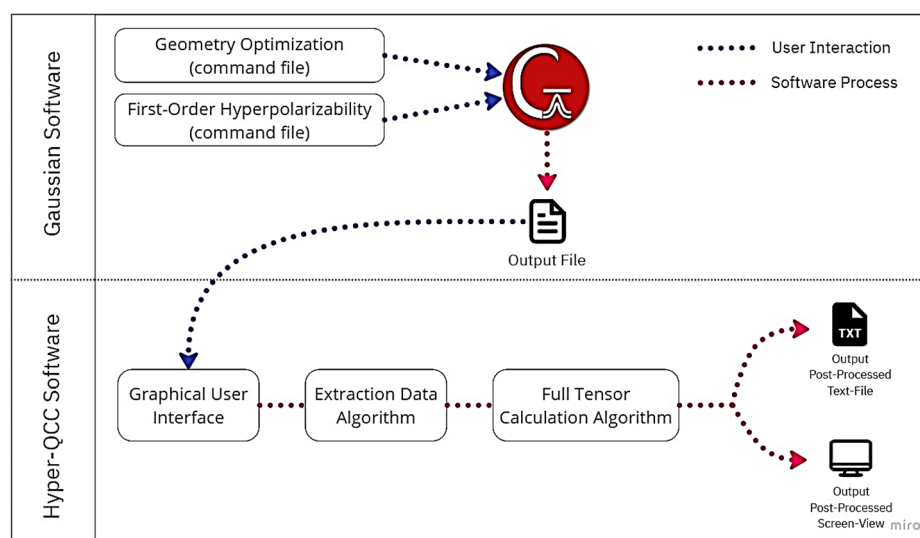 Gaussian Software
Geometry Optimization
(command file)
First-Order Hyperpolarizability
(command file)
User Interaction
Software Process
Output File
Hyper-QCC Software
Graphical User
Interface
Extraction Data
Algorithm
Full Tensor
Calculation Algorithm
TXT
Output
Post-Processed
Text-File
Output
Post-Processed
Screen-View
miro